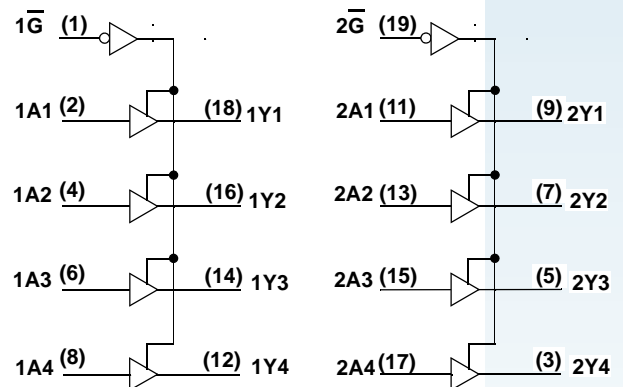 1G̅ (1)
1A1 (2) (18) 1Y1
1A2 (4) (16) 1Y2
1A3 (6) (14) 1Y3
1A4 (8) (12) 1Y4
2G̅ (19)
2A1 (11) (9) 2Y1
2A2 (13) (7) 2Y2
2A3 (15) (5) 2Y3
2A4 (17) (3) 2Y4